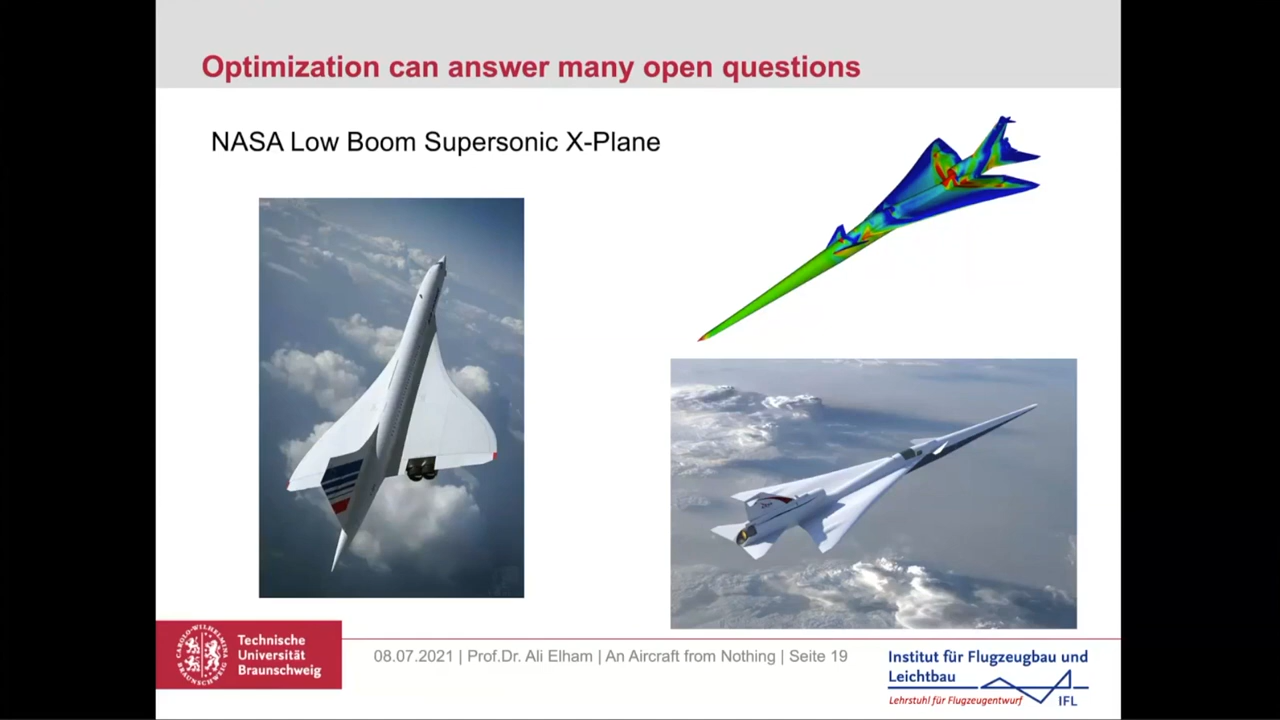 Optimization can answer many open questions
NASA Low Boom Supersonic X-Plane
Technische
Universität
Braunschweig
08.07.2021 | Prof.Dr. Ali Elham | An Aircraft from Nothing | Seite 19
Institut für Flugzeugbau und
Leichtbau
Lehrstuhl für Flugzeugentwurf
IFL